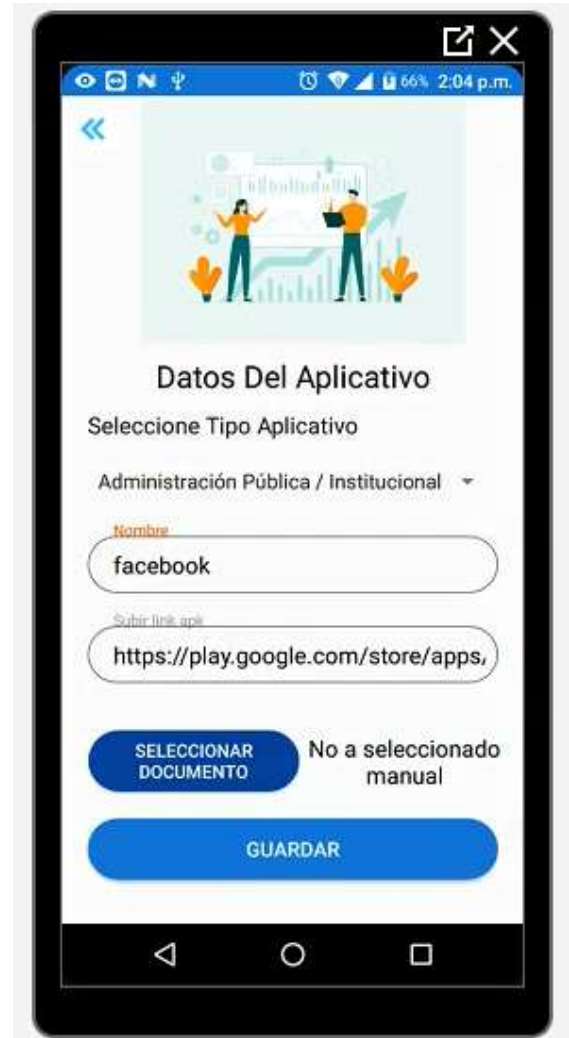 66% 2:04 p.m.
Datos Del Aplicativo
Seleccione Tipo Aplicativo
Administración Pública / Institucional
Nombre
facebook
Subir link apk
https://play.google.com/store/apps/
SELECCIONAR
DOCUMENTO
No a seleccionado
manual
GUARDAR